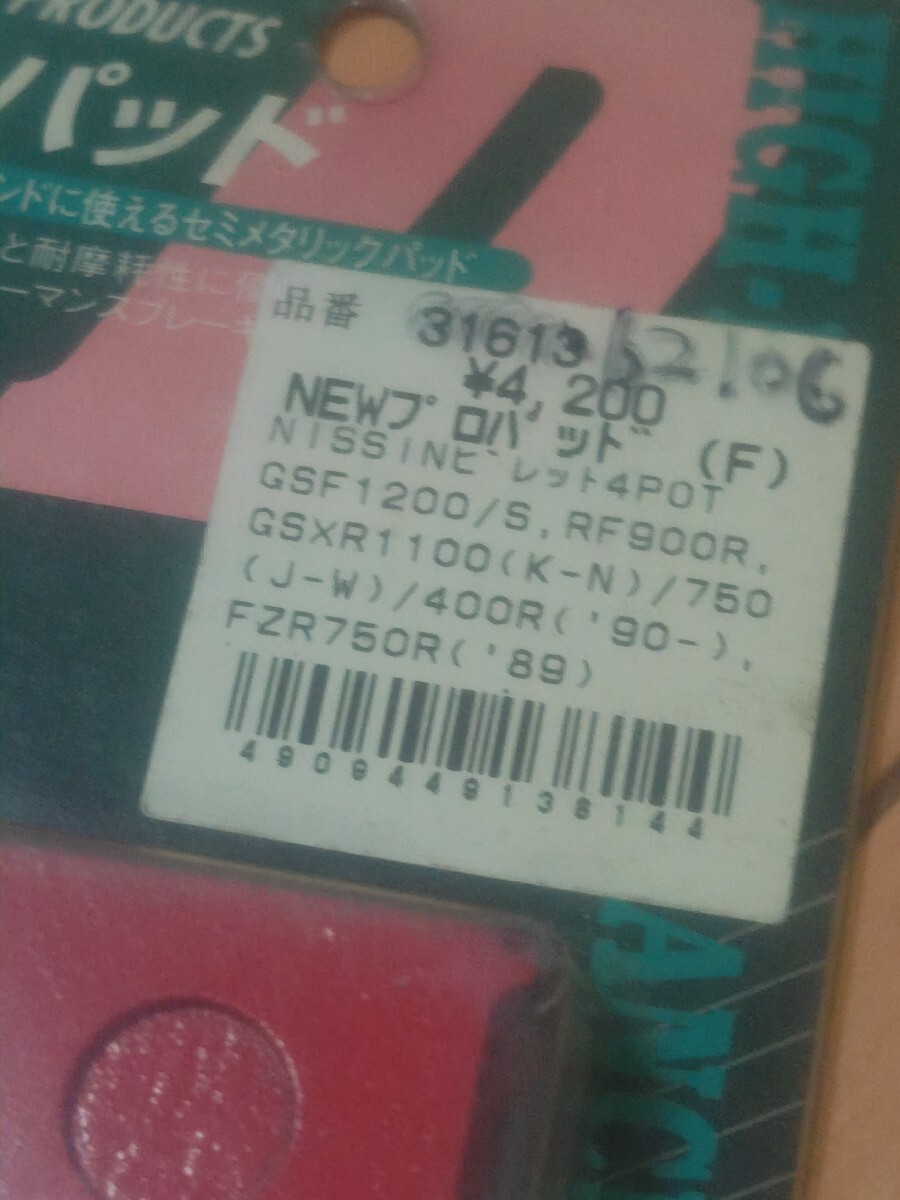 PRODUCTS
パッド
ンドに使えるセミメタリックパッド
と耐摩耗性に
ーマンスブレーキ
HIGH-
品番 31613
¥4,200
NEWプロパッド (F)
NISSINビレット4POT
GSF1200/S,RF900R,
GSXR1100(K-N)/750
(J-W)/400R('90-),
FZR750R('89)
4909449138144